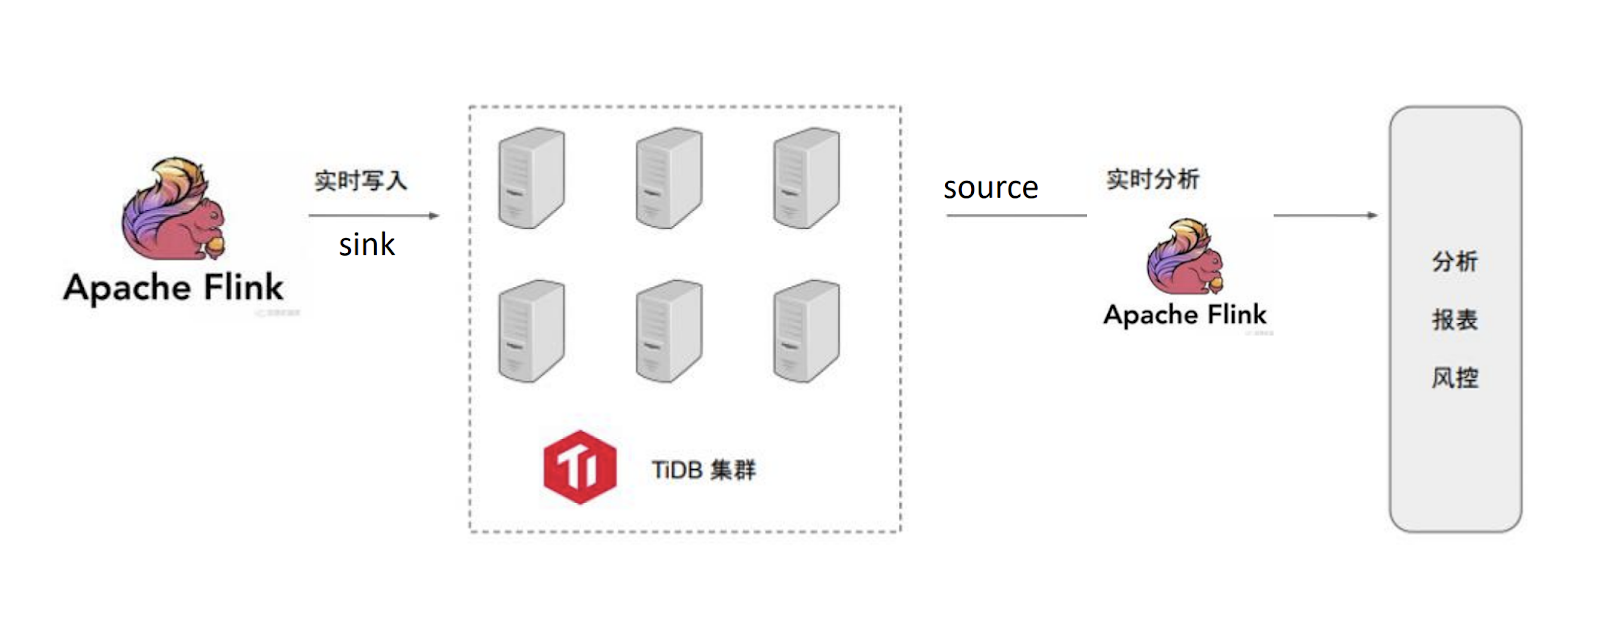 实时写入
sink
Apache Flink
TiDB 集群
source
实时分析
Apache Flink
分析
报表
风控